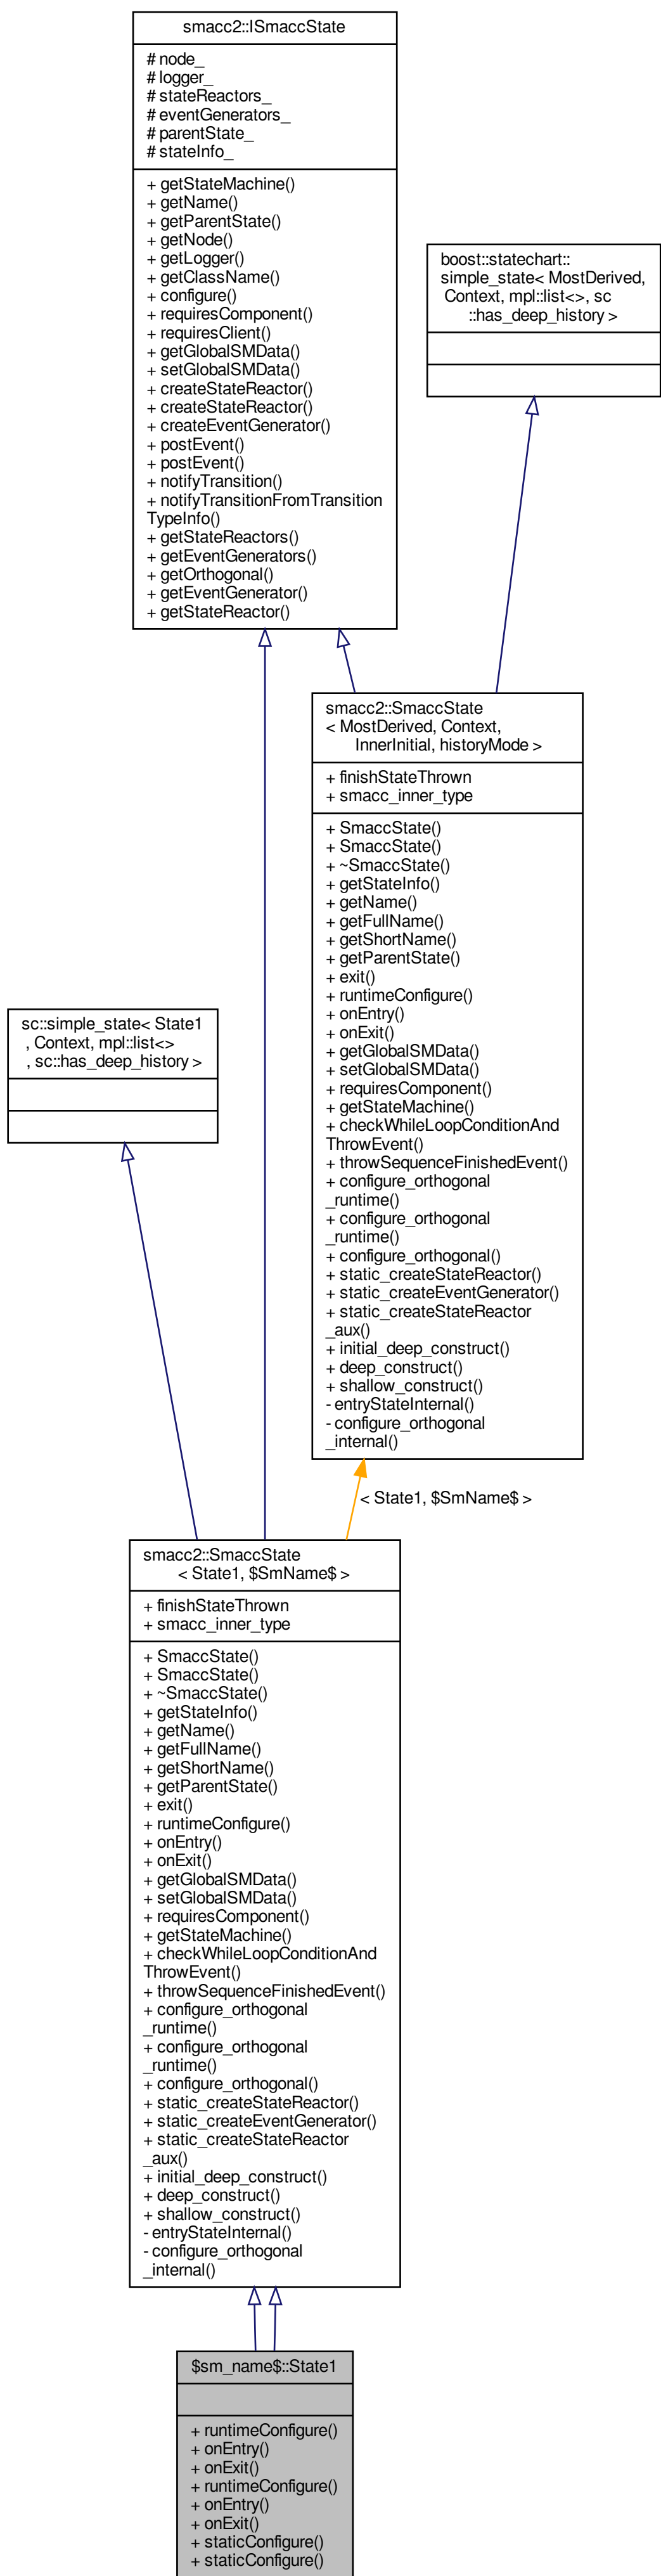 smacc2::ISmaccState
# node_
# logger_
# stateReactors_
# eventGenerators_
# parentState_
# stateInfo_
+ getStateMachine()
+ getName()
+ getParentState()
+ getNode()
+ getLogger()
+ getClassName()
+ configure()
+ requiresComponent()
+ requiresClient()
+ getGlobalSMData()
+ setGlobalSMData()
+ createStateReactor()
+ createStateReactor()
+ createEventGenerator()
+ postEvent()
+ postEvent()
+ notifyTransition()
+ notifyTransitionFromTransition
TypeInfo()
+ getStateReactors()
+ getEventGenerators()
+ getOrthogonal()
+ getEventGenerator()
+ getStateReactor()
boost::statechart::
simple_state< MostDerived,
Context, mpl::list<>, sc
::has_deep_history >
smacc2::SmaccState
< MostDerived, Context,
InnerInitial, historyMode >
+ finishStateThrown
+ smacc_inner_type
+ SmaccState()
+ SmaccState()
+ ~SmaccState()
+ getStateInfo()
+ getName()
+ getFullName()
+ getShortName()
+ getParentState()
+ exit()
+ runtimeConfigure()
+ onEntry()
+ onExit()
+ getGlobalSMData()
+ setGlobalSMData()
+ requiresComponent()
+ getStateMachine()
+ checkWhileLoopConditionAnd
ThrowEvent()
+ throwSequenceFinishedEvent()
+ configure_orthogonal
_runtime()
+ configure_orthogonal
_runtime()
+ configure_orthogonal()
+ static_createStateReactor()
+ static_createEventGenerator()
+ static_createStateReactor
_aux()
+ initial_deep_construct()
+ deep_construct()
+ shallow_construct()
- entryStateInternal()
- configure_orthogonal
_internal()
sc::simple_state< State1
, Context, mpl::list<>
, sc::has_deep_history >
< State1, $SmName$ >
smacc2::SmaccState
< State1, $SmName$ >
+ finishStateThrown
+ smacc_inner_type
+ SmaccState()
+ SmaccState()
+ ~SmaccState()
+ getStateInfo()
+ getName()
+ getFullName()
+ getShortName()
+ getParentState()
+ exit()
+ runtimeConfigure()
+ onEntry()
+ onExit()
+ getGlobalSMData()
+ setGlobalSMData()
+ requiresComponent()
+ getStateMachine()
+ checkWhileLoopConditionAnd
ThrowEvent()
+ throwSequenceFinishedEvent()
+ configure_orthogonal
_runtime()
+ configure_orthogonal
_runtime()
+ configure_orthogonal()
+ static_createStateReactor()
+ static_createEventGenerator()
+ static_createStateReactor
_aux()
+ initial_deep_construct()
+ deep_construct()
+ shallow_construct()
- entryStateInternal()
- configure_orthogonal
_internal()
$sm_name$::State1
+ runtimeConfigure()
+ onEntry()
+ onExit()
+ runtimeConfigure()
+ onEntry()
+ onExit()
+ staticConfigure()
+ staticConfigure()